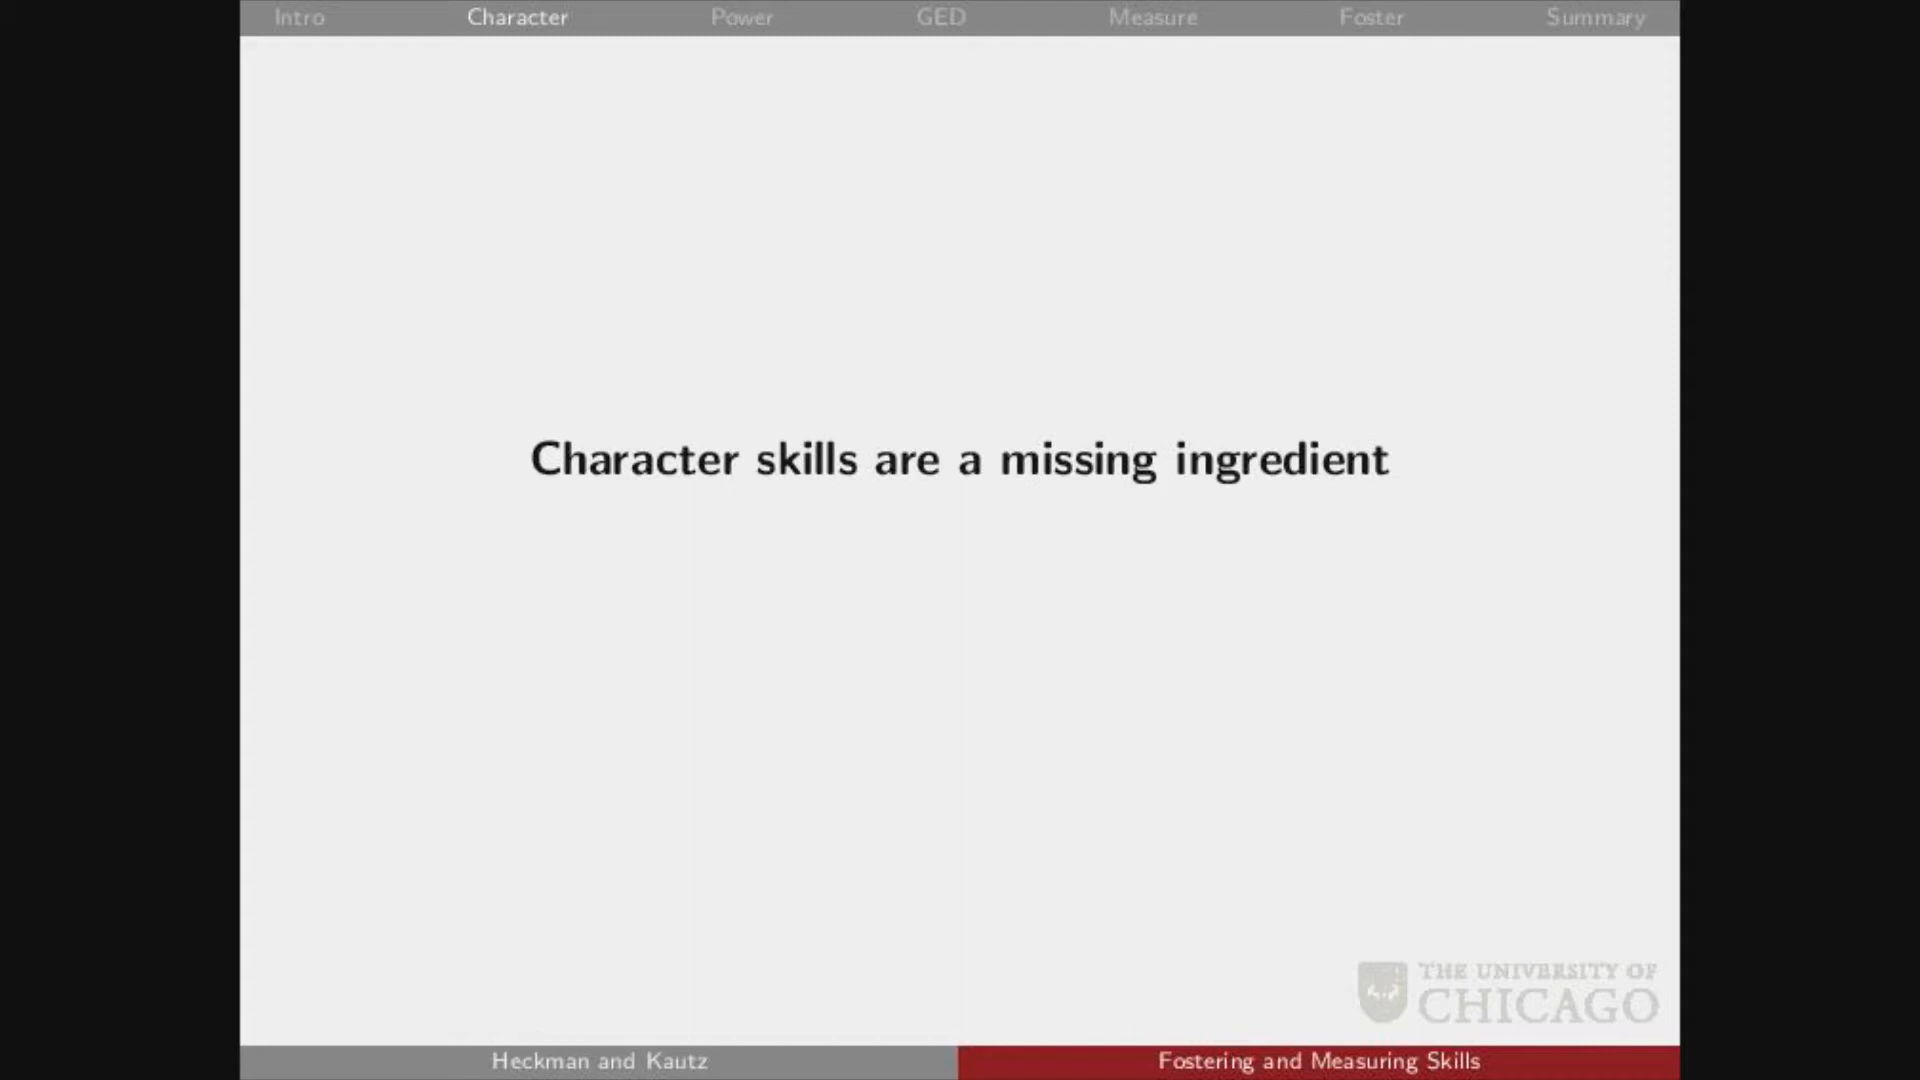 Intro Character Power GED Measure Foster Summary
Character skills are a missing ingredient
THE UNIVERSITY OF
CHICAGO
Heckman and Kautz Fostering and Measuring Skills